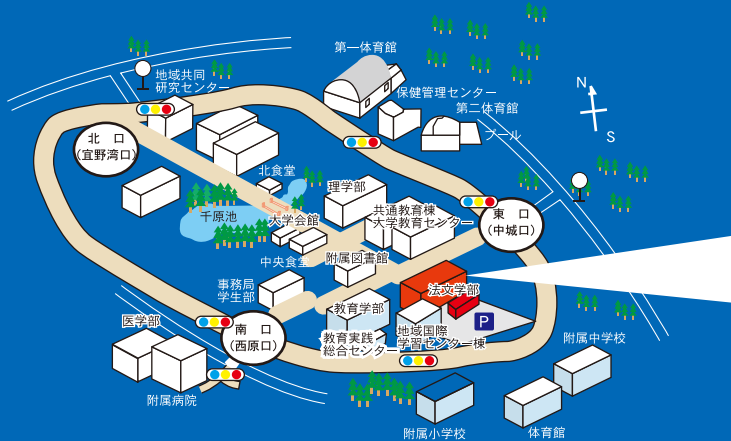 第一体育館
地域共同
研究センター
保健管理センター
第二体育館
プール
N
S
北 口
(宜野湾口)
北食堂
理学部
千原池
大学会館
共通教育棟
大学教育センター
東 口
(中城口)
中央食堂
附属図書館
事務局
学生部
法文学部
教育学部
P
医学部
南 口
(西原口)
教育実践
総合センター
地域国際
学習センター棟
附属中学校
附属病院
附属小学校
体育館